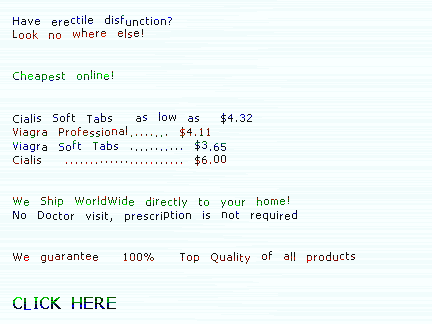 Have erectile disfunction?
Look no where else!
Cheapest online!
Cialis Soft Tabs as low as $4.32
Viagra Professional....... $4.11
Viagra Soft Tabs ........... $3.65
Cialis ........................ $6.00
We Ship WorldWide directly to your home!
No Doctor visit, prescription is not required
We guarantee 100% Top Quality of all products
CLICK HERE